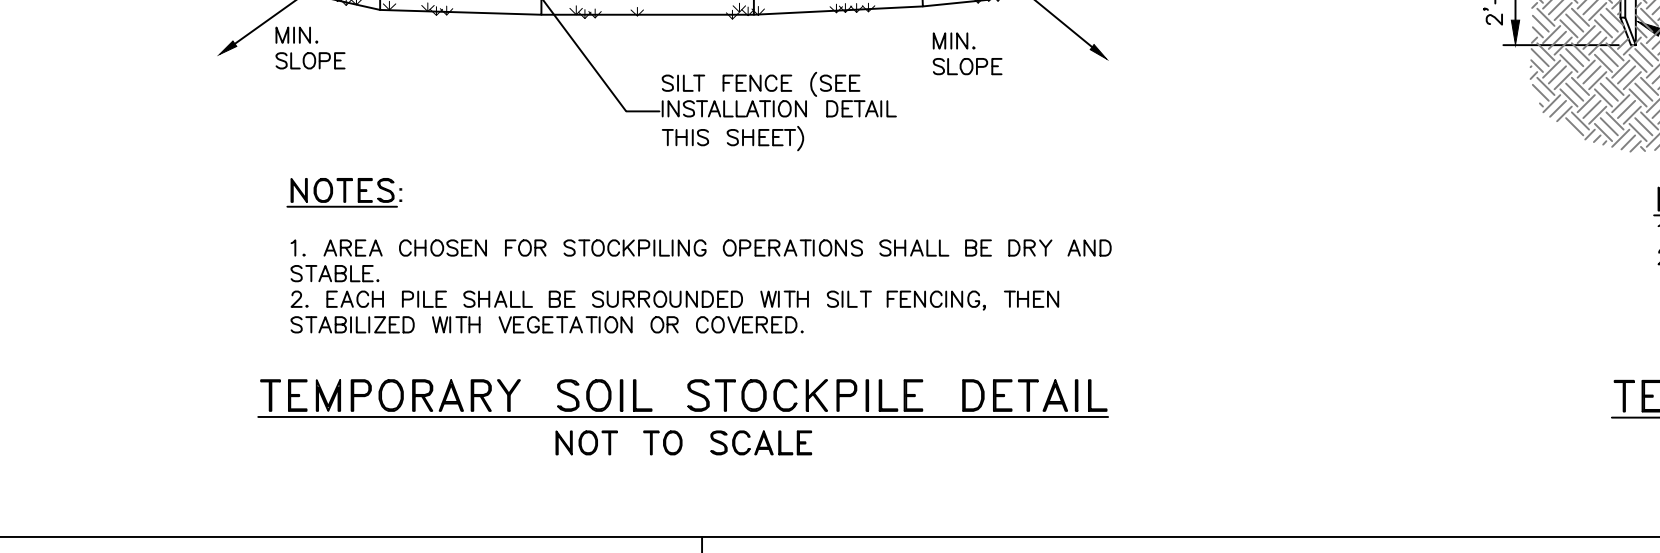 MIN.
SLOPE
MIN.
SLOPE
SILT FENCE (SEE
INSTALLATION DETAIL
THIS SHEET)
2'-
NOTES:
1. AREA CHOSEN FOR STOCKPILING OPERATIONS SHALL BE DRY AND
STABLE.
2. EACH PILE SHALL BE SURROUNDED WITH SILT FENCING, THEN
STABILIZED WITH VEGETATION OR COVERED.
TEMPORARY SOIL STOCKPILE DETAIL
NOT TO SCALE
TE